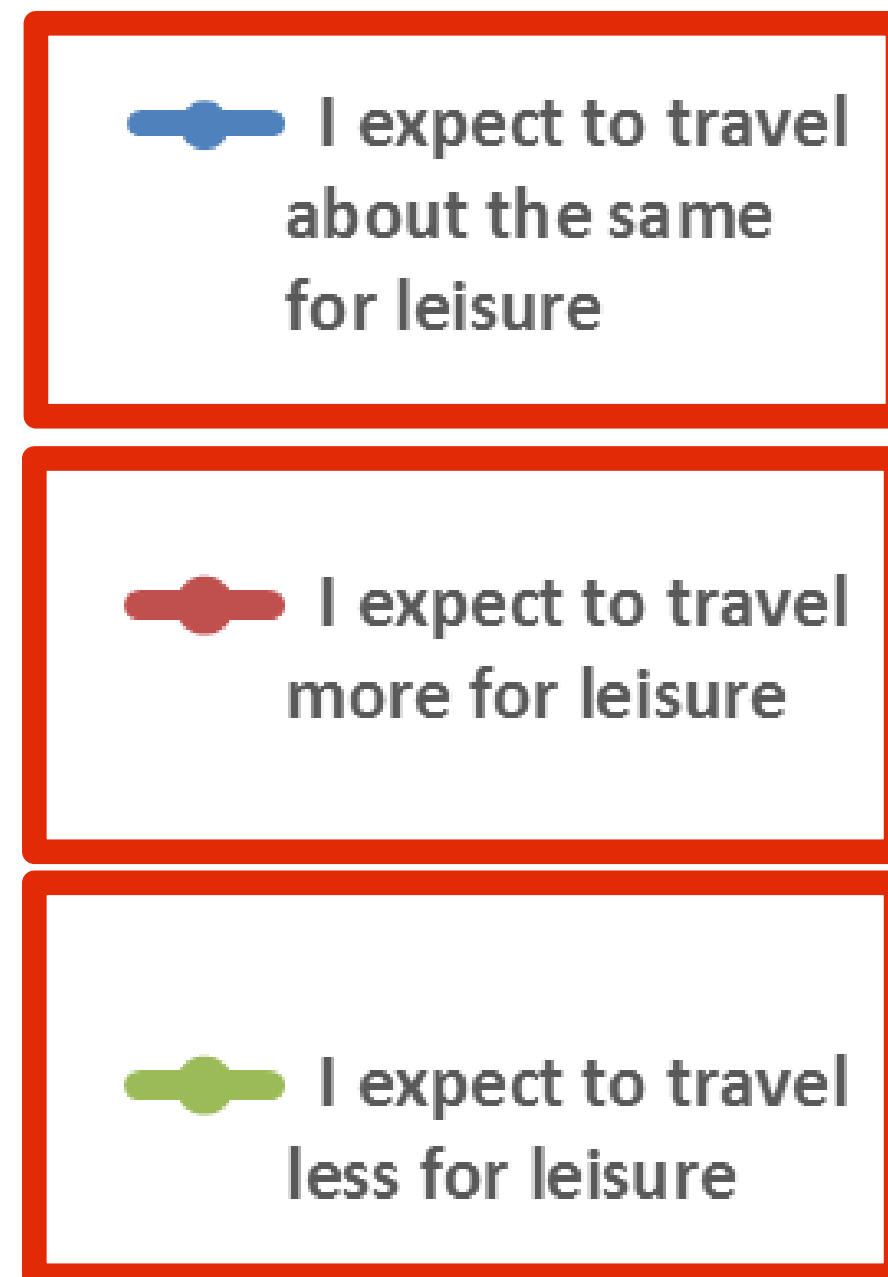 I expect to travel
about the same
for leisure
I expect to travel
more for leisure
I expect to travel
less for leisure